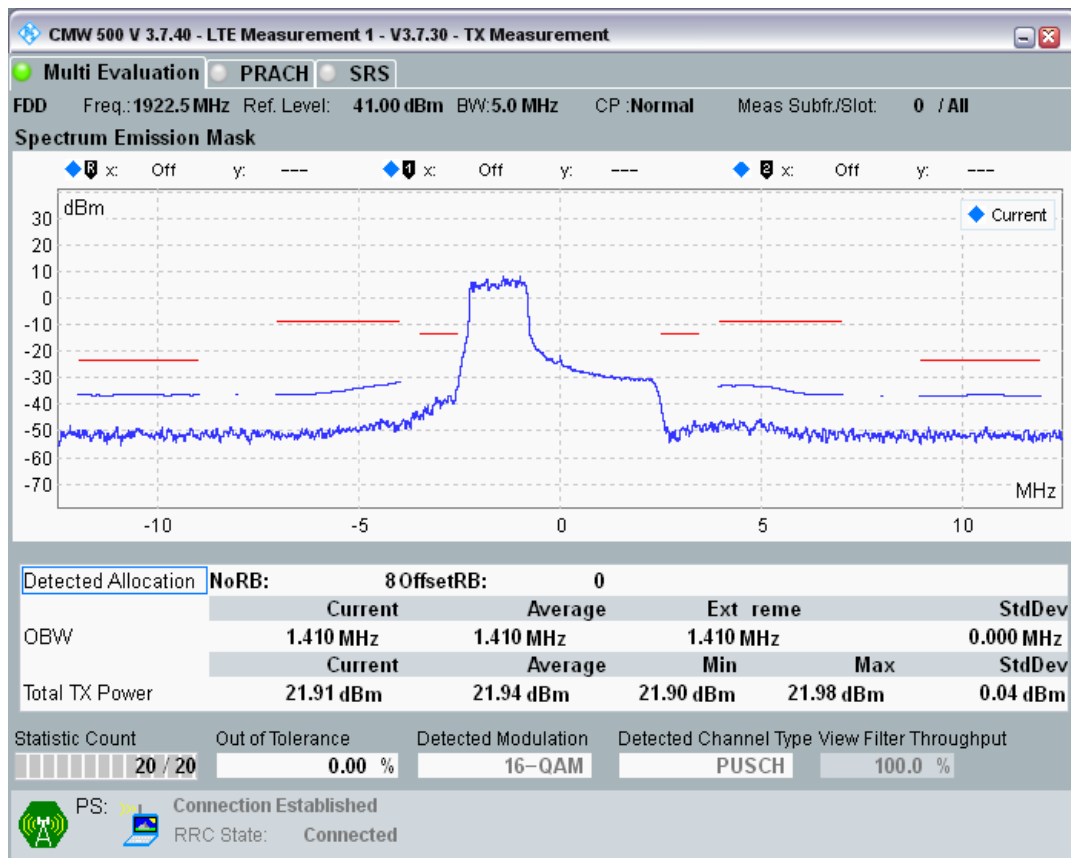 CMW 500 V 3.7.40 - LTE Measurement 1 - V3.7.30 - TX Measurement
Multi Evaluation PRACH SRS
FDD Freq.:1922.5 MHz Ref. Level: 41.00 dBm BW:5.0 MHz CP :Normal Meas Subfr./Slot: 0 / All
Spectrum Emission Mask
R x: Off y: --- 1 x: Off y: --- 2 x: Off y: ---
dBm
Current
30
20
10
0
-10
-20
-30
-40
-50
-60
-70
MHz
-10 -5 0 5 10
Detected Allocation NoRB: 8 OffsetRB: 0
Current Average Ext reme StdDev
OBW 1.410 MHz 1.410 MHz 1.410 MHz 0.000 MHz
Current Average Min Max StdDev
Total TX Power 21.91 dBm 21.94 dBm 21.90 dBm 21.98 dBm 0.04 dBm
Statistic Count Out of Tolerance Detected Modulation Detected Channel Type View Filter Throughput
20 / 20 0.00 % 16-QAM PUSCH 100.0 %
PS: Connection Established
RRC State: Connected